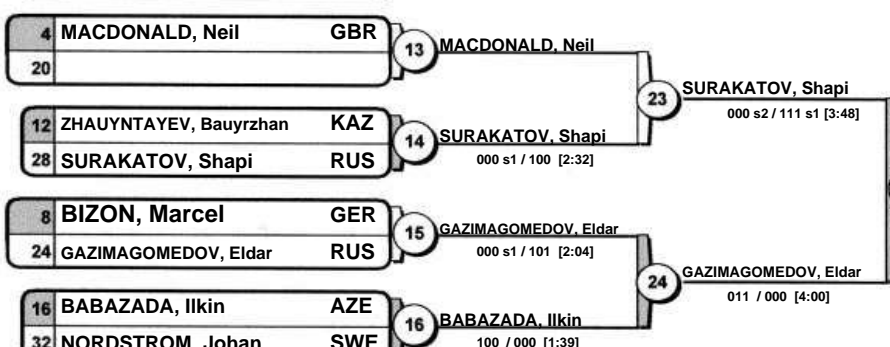 4 MACDONALD, Neil GBR
20
13 MACDONALD, Neil
12 ZHAUYNTAYEV, Bauyrzhan KAZ
28 SURAKATOV, Shapi RUS
14 SURAKATOV, Shapi
000 s1 / 100 [2:32]
23 SURAKATOV, Shapi
000 s2 / 111 s1 [3:48]
8 BIZON, Marcel GER
24 GAZIMAGOMEDOV, Eldar RUS
15 GAZIMAGOMEDOV, Eldar
000 s1 / 101 [2:04]
16 BABAZADA, Ilkin AZE
32 NORDSTROM, Johan SWE
16 BABAZADA, Ilkin
100 / 000 [1:39]
24 GAZIMAGOMEDOV, Eldar
011 / 000 [4:00]